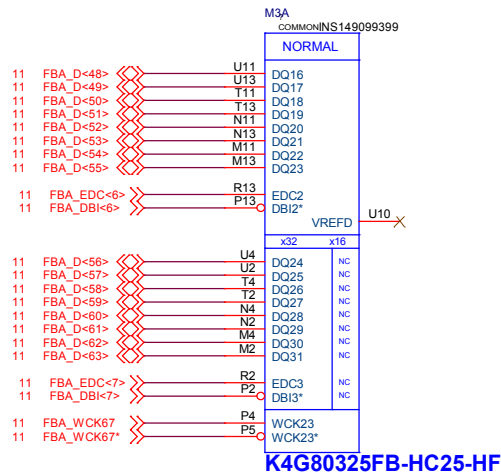 M3A
COMMON INS149099399
NORMAL
11 FBA_D<48> U11 DQ16
11 FBA_D<49> U13 DQ17
11 FBA_D<50> T11 DQ18
11 FBA_D<51> T13 DQ19
11 FBA_D<52> N11 DQ20
11 FBA_D<53> N13 DQ21
11 FBA_D<54> M11 DQ22
11 FBA_D<55> M13 DQ23
11 FBA_EDC<6> R13 EDC2
11 FBA_DBI<6> P13 DBI2*
VREFD U10
x32 x16
11 FBA_D<56> U4 DQ24 NC
11 FBA_D<57> U2 DQ25 NC
11 FBA_D<58> T4 DQ26 NC
11 FBA_D<59> T2 DQ27 NC
11 FBA_D<60> N4 DQ28 NC
11 FBA_D<61> N2 DQ29 NC
11 FBA_D<62> M4 DQ30 NC
11 FBA_D<63> M2 DQ31 NC
11 FBA_EDC<7> R2 EDC3 NC
11 FBA_DBI<7> P2 DBI3* NC
11 FBA_WCK67 P4 WCK23
11 FBA_WCK67* P5 WCK23*
K4G80325FB-HC25-HF